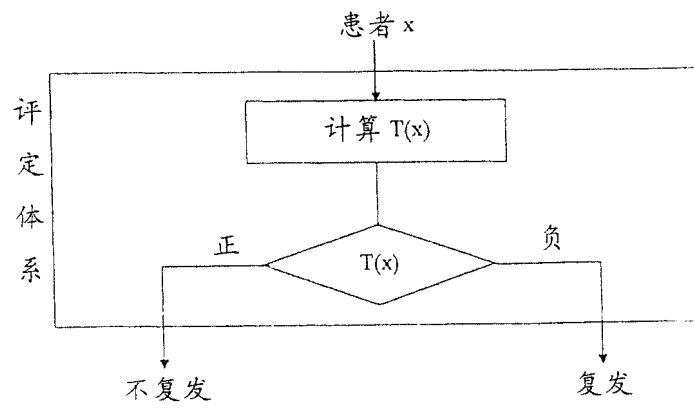 患者 x
评定体系
计算 T(x)
正
负
T(x)
不复发
复发